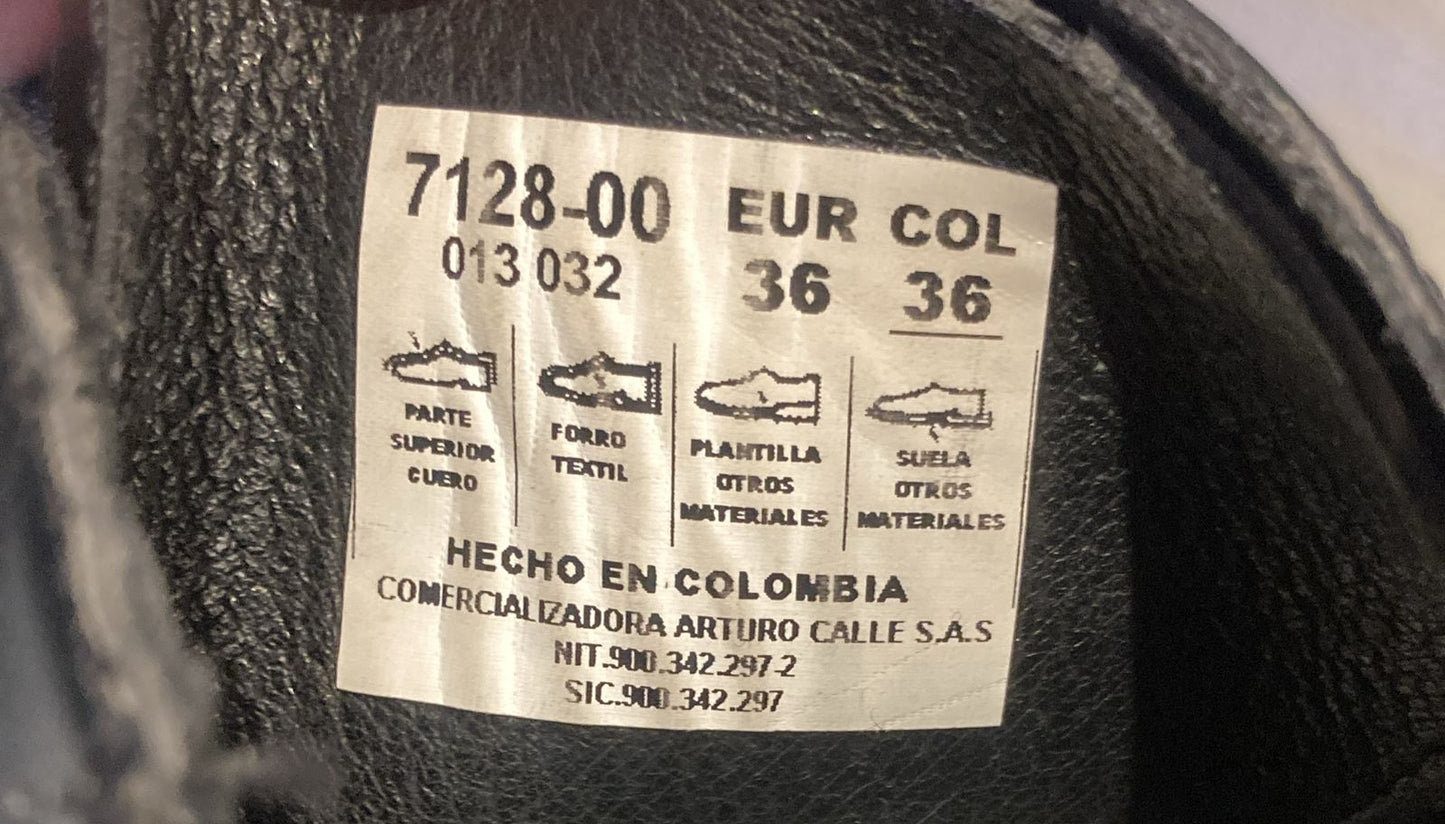 7128-00 EUR COL
013 032 36 36
PARTE
SUPERIOR
CUERO
FORRO
TEXTIL
PLANTILLA
OTROS
MATERIALES
SUELA
OTROS
MATERIALES
HECHO EN COLOMBIA
COMERCIALIZADORA ARTURO CALLE S.A.S
NIT.900.342.297-2
SIC.900.342.297